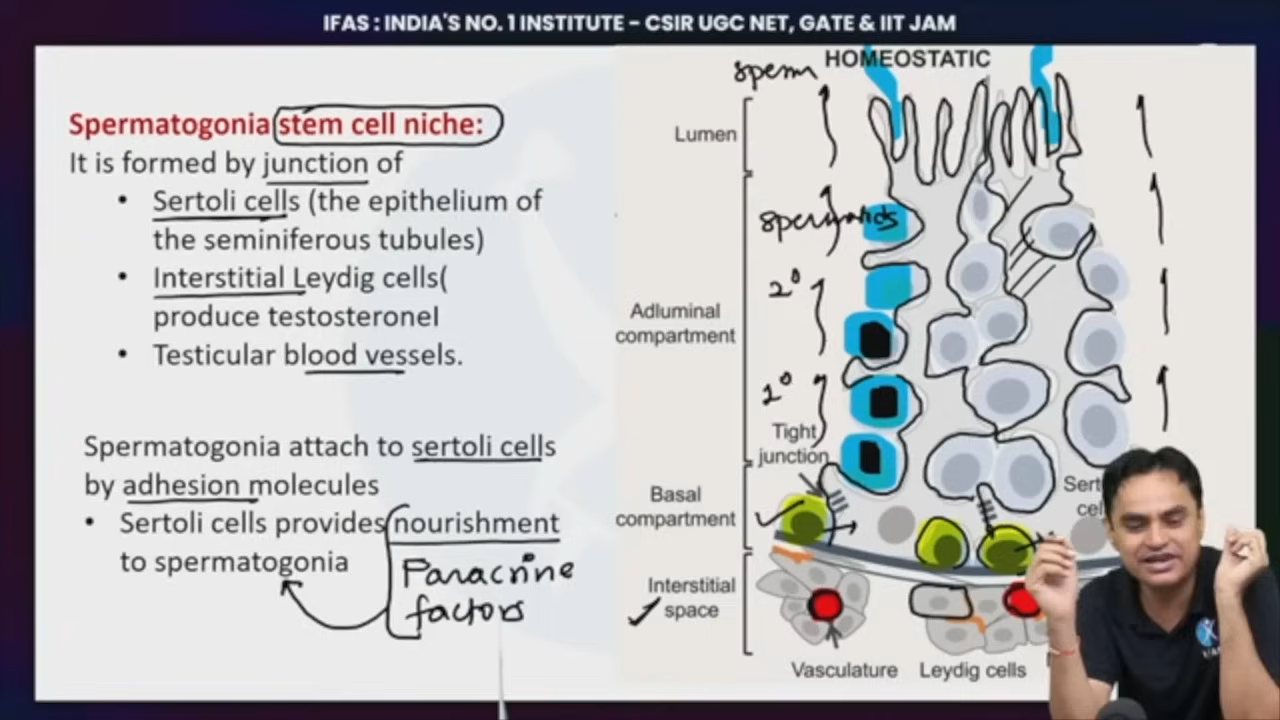 IFAS : INDIA'S NO. 1 INSTITUTE – CSIR UGC NET, GATE & IIT JAM
Spermatogonia stem cell niche:
It is formed by junction of
• Sertoli cells (the epithelium of
the seminiferous tubules)
• Interstitial Leydig cells(
produce testosteronel
• Testicular blood vessels.
Spermatogonia attach to sertoli cells
by adhesion molecules
• Sertoli cells provides nourishment
to spermatogonia
Paracrine
factors
sperm
HOMEOSTATIC
Lumen
spermatids
2°
Adluminal
compartment
1°
Tight
junction
Basal
compartment
Interstitial
space
Vasculature
Leydig cells